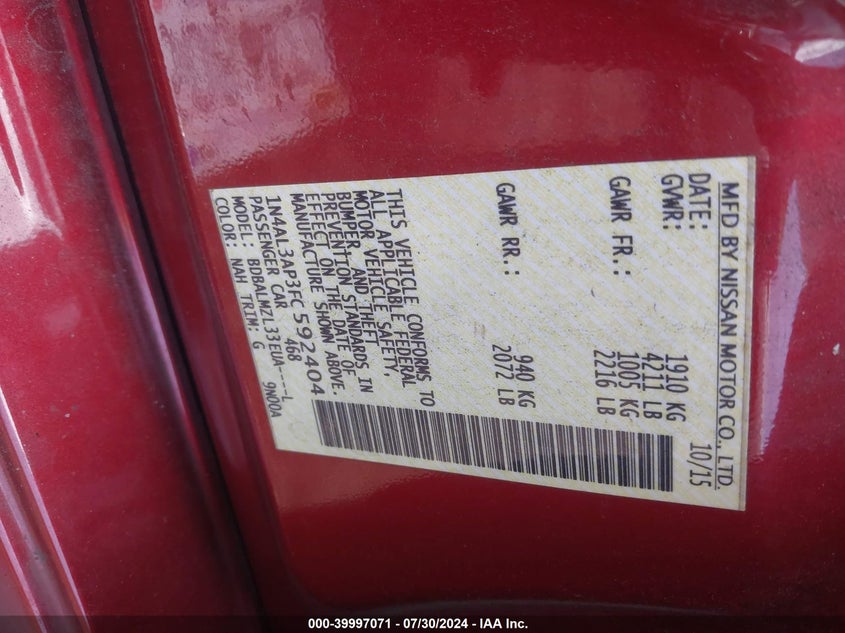 MFD BY NISSAN MOTOR CO., LTD.
DATE: 10/15
GVWR: 1910 KG
4211 LB
GAWR FR.: 1005 KG
2216 LB
GAWR RR.: 940 KG
2072 LB
THIS VEHICLE CONFORMS TO
ALL APPLICABLE FEDERAL
MOTOR VEHICLE SAFETY,
BUMPER, AND THEFT
PREVENTION STANDARDS IN
EFFECT ON THE DATE OF
MANUFACTURE SHOWN ABOVE.
1N4AL3AP3FC592404
PASSENGER CAR 468
MODEL: BDBALMZL33EUA----L
COLOR: NAH TRIM: G 9N00A
000-39997071 - 07/30/2024 - IAA Inc.